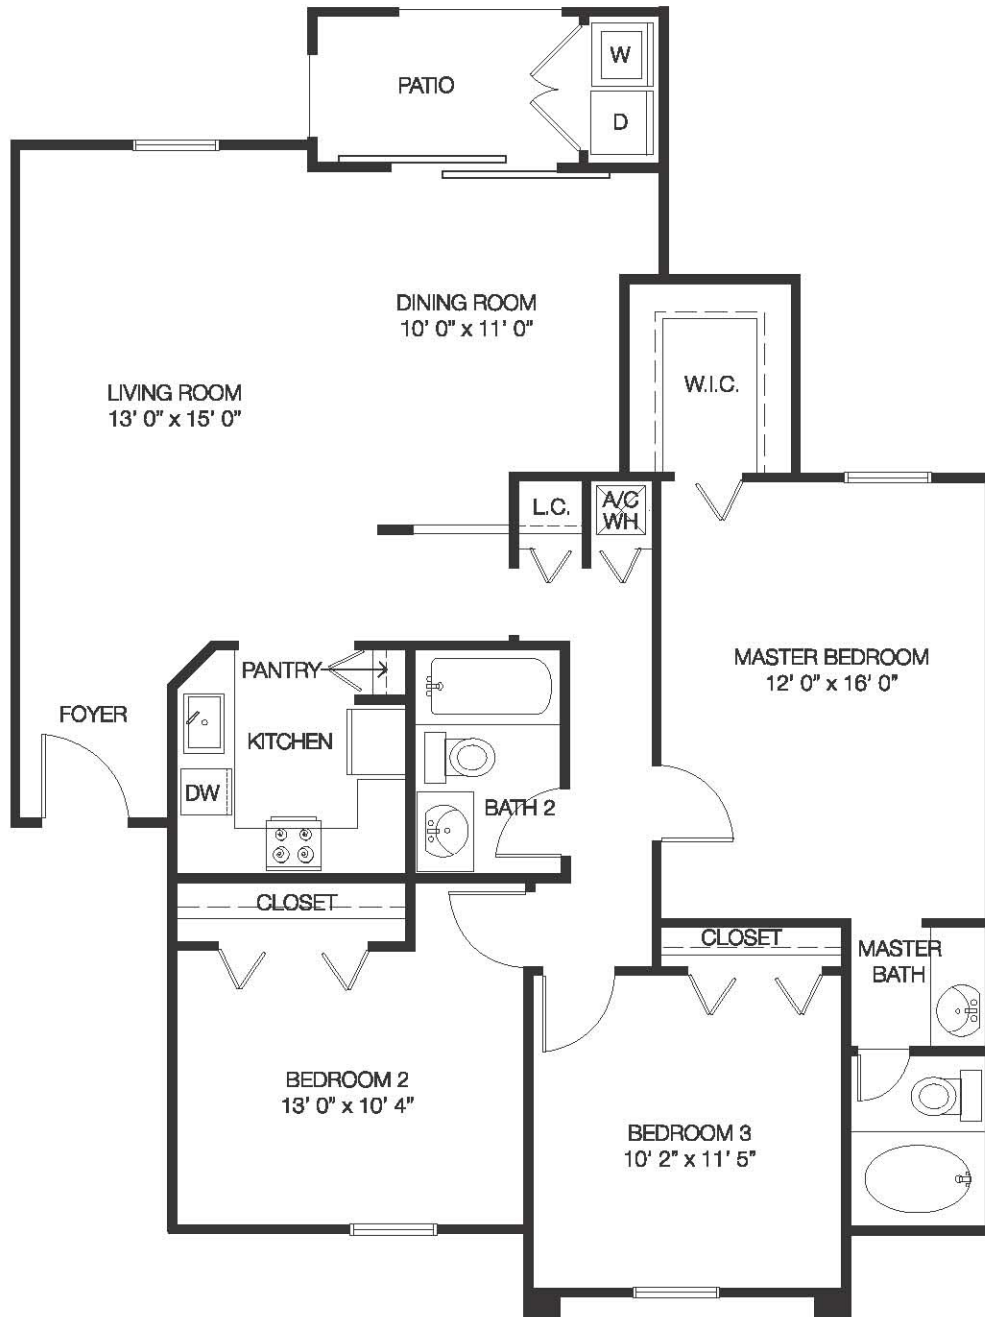 PATIO
W
D
DINING ROOM
10' 0" x 11' 0"
LIVING ROOM
13' 0" x 15' 0"
W.I.C.
L.C.
A/C
WH
MASTER BEDROOM
12' 0" x 16' 0"
PANTRY
FOYER
KITCHEN
DW
BATH 2
CLOSET
CLOSET
MASTER
BATH
BEDROOM 2
13' 0" x 10' 4"
BEDROOM 3
10' 2" x 11' 5"